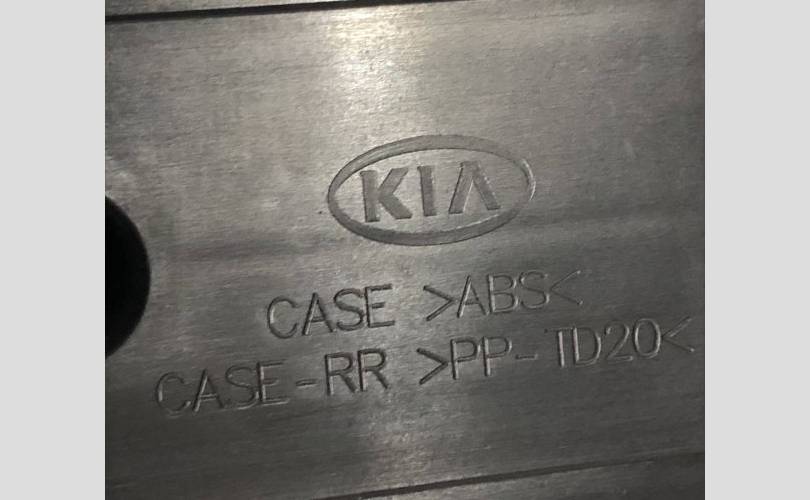 KIA
CASE >ABS<
CASE-RR >PP-TD20<